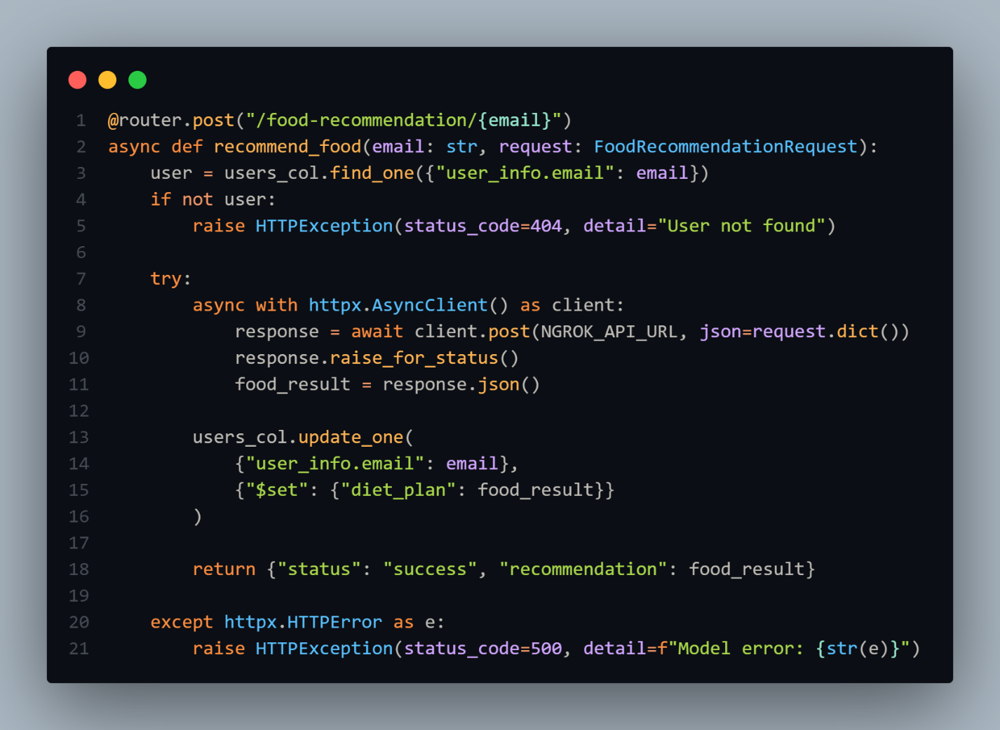 1 @router.post("/food-recommendation/{email}")
2 async def recommend_food(email: str, request: FoodRecommendationRequest):
3     user = users_col.find_one({"user_info.email": email})
4     if not user:
5         raise HTTPException(status_code=404, detail="User not found")
6
7     try:
8         async with httpx.AsyncClient() as client:
9             response = await client.post(NGROK_API_URL, json=request.dict())
10             response.raise_for_status()
11             food_result = response.json()
12
13         users_col.update_one(
14             {"user_info.email": email},
15             {"$set": {"diet_plan": food_result}}
16         )
17
18         return {"status": "success", "recommendation": food_result}
19
20     except httpx.HTTPError as e:
21         raise HTTPException(status_code=500, detail=f"Model error: {str(e)}")